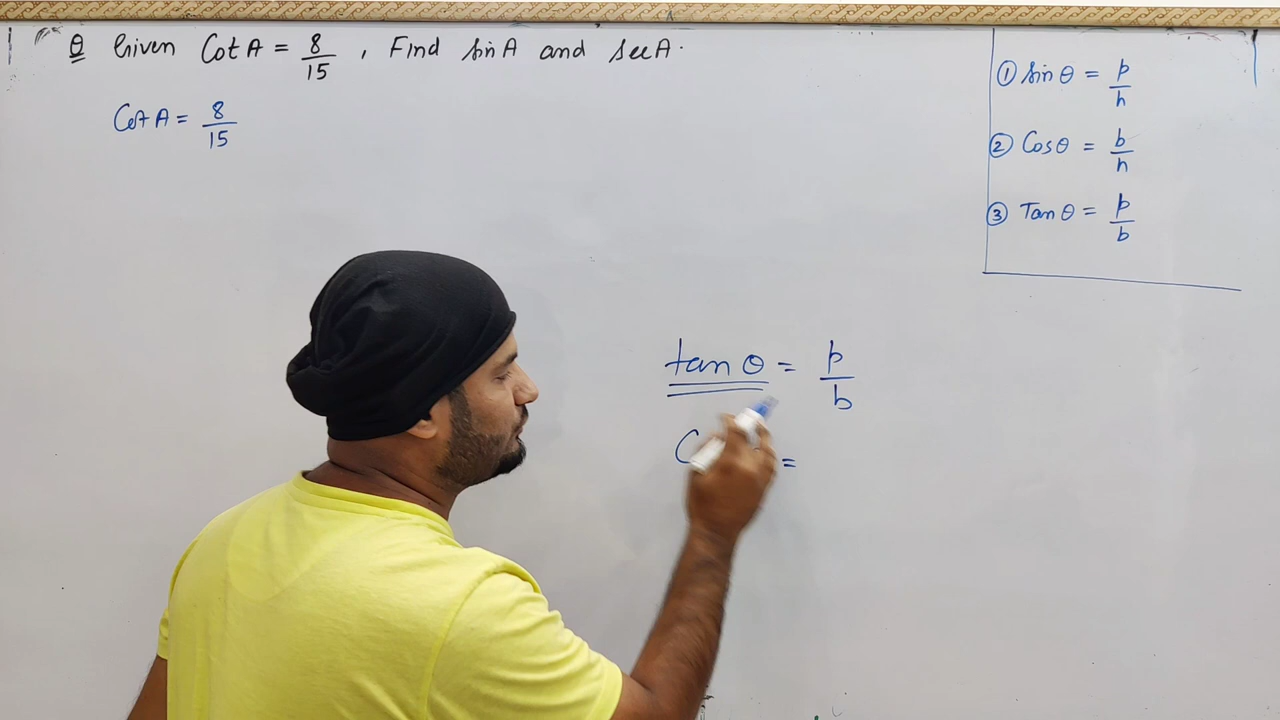 Q Given Cot A = 8/15 , Find sin A and sec A.
Cot A = 8/15
① sin θ = p/h
② Cos θ = b/h
③ Tan θ = p/b
tan θ = p/b
C =